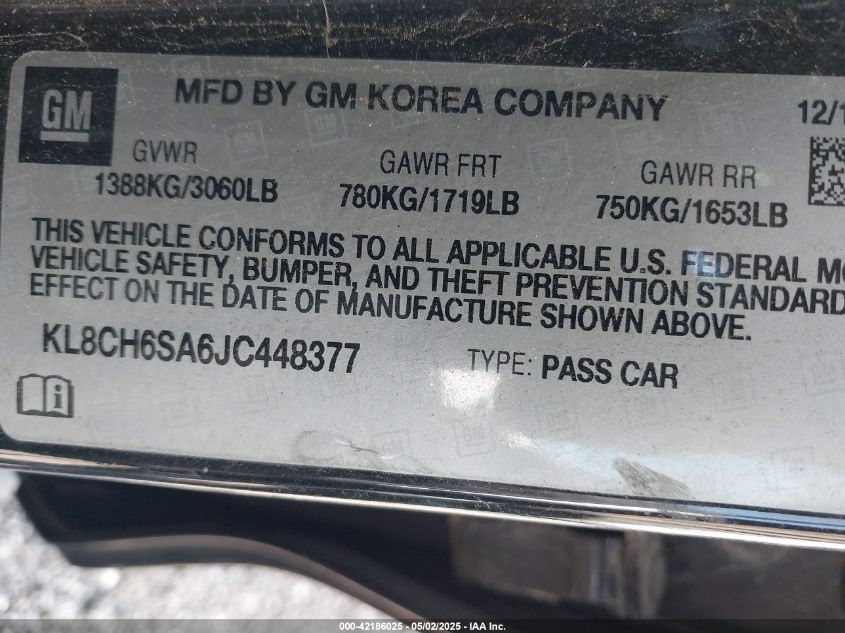 GM
MFD BY GM KOREA COMPANY 12/1
GVWR GAWR FRT GAWR RR
1388KG/3060LB 780KG/1719LB 750KG/1653LB
THIS VEHICLE CONFORMS TO ALL APPLICABLE U.S. FEDERAL MO
VEHICLE SAFETY, BUMPER, AND THEFT PREVENTION STANDARD
EFFECT ON THE DATE OF MANUFACTURE SHOWN ABOVE.
KL8CH6SA6JC448377 TYPE: PASS CAR
000-42186025 - 05/02/2025 - IAA Inc.